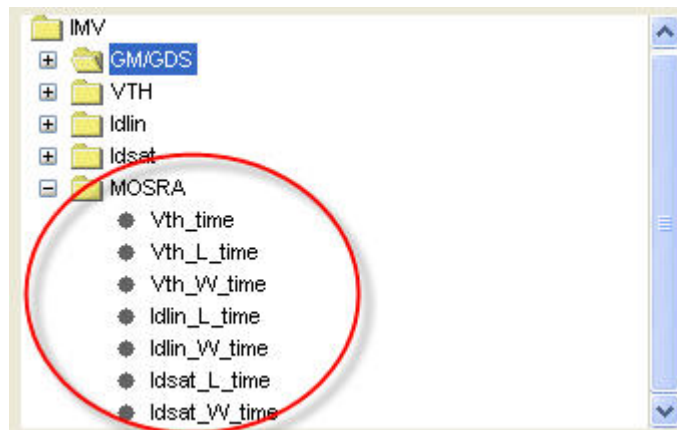 IMV
GM/GDS
VTH
Idlin
Idsat
MOSRA
Vth_time
Vth_L_time
Vth_W_time
Idlin_L_time
Idlin_W_time
Idsat_L_time
Idsat_W_time